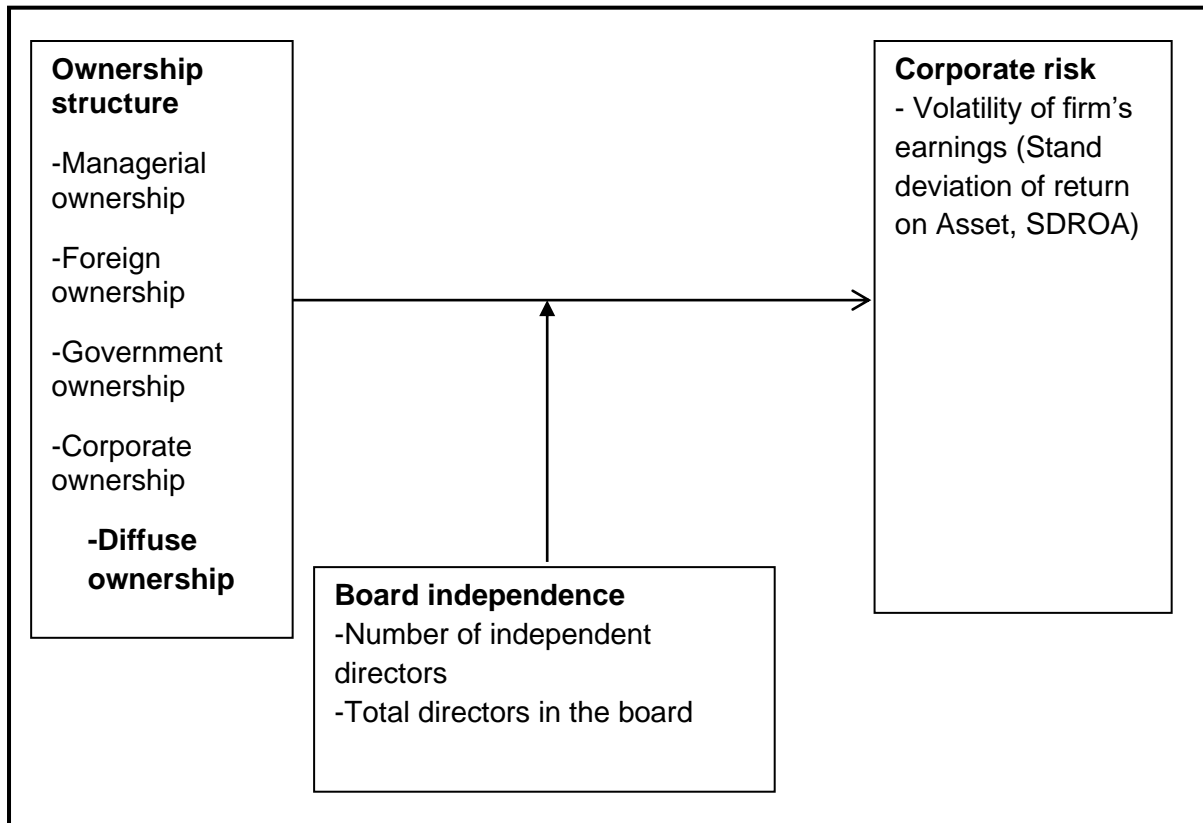 Ownership
structure
-Managerial
ownership
-Foreign
ownership
-Government
ownership
-Corporate
ownership
-Diffuse
ownership
Board independence
-Number of independent
directors
-Total directors in the board
Corporate risk
- Volatility of firm’s
earnings (Stand
deviation of return
on Asset, SDROA)